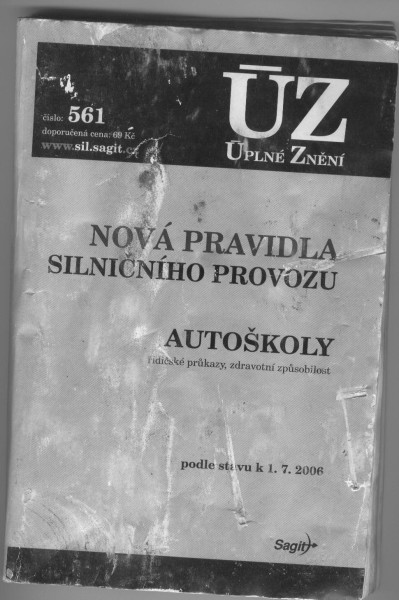 číslo: 561
doporučená cena: 69 Kč
www.sil.sagit.cz
ÚZ
ÚPLNÉ ZNĚNÍ
NOVÁ PRAVIDLA
SILNIČNÍHO PROVOZU
AUTOŠKOLY
řidičské průkazy, zdravotní způsobilost
podle stavu k 1. 7. 2006
Sagit